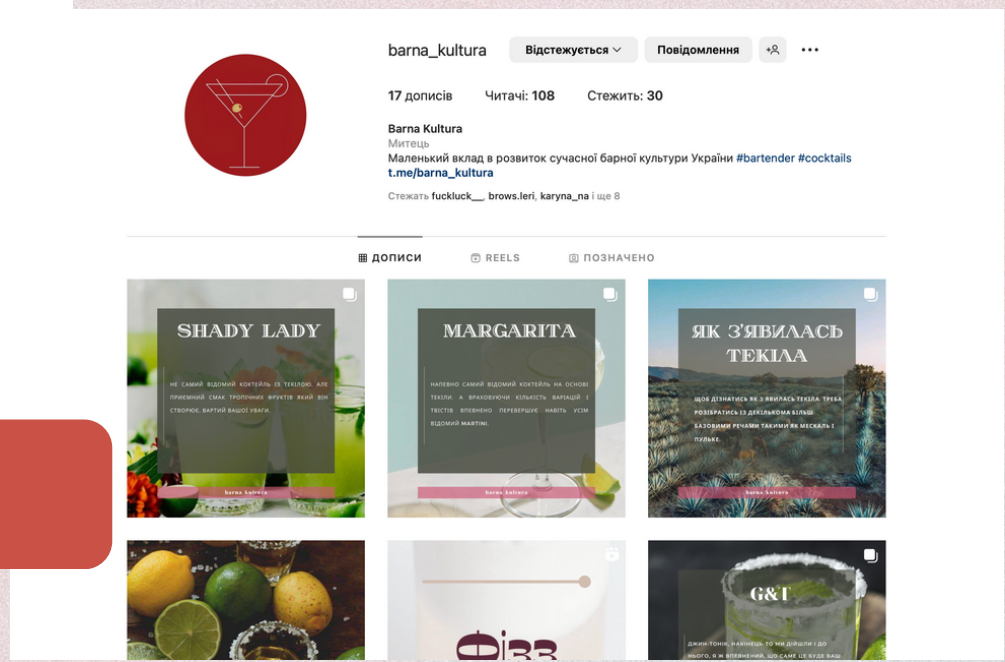 barna_kultura
Відстежується
Повідомлення
17 дописів Читачі: 108 Стежить: 30
Barna Kultura
Митець
Маленький вклад в розвиток сучасної барної культури України #bartender #cocktails
t.me/barna_kultura
Стежать fuckluck__, brows.leri, karyna_na і ще 8
ДОПИСИ
REELS
ПОЗНАЧЕНО
SHADY LADY
НЕ САМИЙ ВІДОМИЙ КОКТЕЙЛЬ ІЗ ТЕКІЛОЮ, АЛЕ
ПРИЄМНИЙ СМАК ТРОПІЧНИХ ФРУКТІВ ЯКИЙ ВІН
СТВОРЮЄ, ВАРТИЙ ВАШОЇ УВАГИ.
barna kultura
MARGARITA
НАПЕВНО САМИЙ ВІДОМИЙ КОКТЕЙЛЬ НА ОСНОВІ
ТЕКІЛИ. А ВРАХОВУЮЧИ КІЛЬКІСТЬ ВАРІАЦІЙ І
ТВІСТІВ ВПЕВНЕНО ПЕРЕВЕРШУЄ НАВІТЬ УСІМ
ВІДОМИЙ MARTINI.
barna kultura
ЯК З'ЯВИЛАСЬ
ТЕКІЛА
ЩОБ ДІЗНАТИСЬ ЯК З ЯВИЛАСЬ ТЕКІЛА, ТРЕБА
РОЗІБРАТИСЬ ІЗ ДЕКІЛЬКОМА БІЛЬШ
БАЗОВИМИ РЕЧАМИ ТАКИМИ ЯК МЕСКАЛЬ І
ПУЛЬКЕ.
barna kultura
Фізз
G&T
ДЖИН-ТОНІК, НАКІНЕЦЬ ТО МИ ДІЙШЛИ І ДО
НЬОГО, Я Ж ВПЕВНЕНИЙ, ЩО САМЕ ЦЕ БУДЕ ВАШ